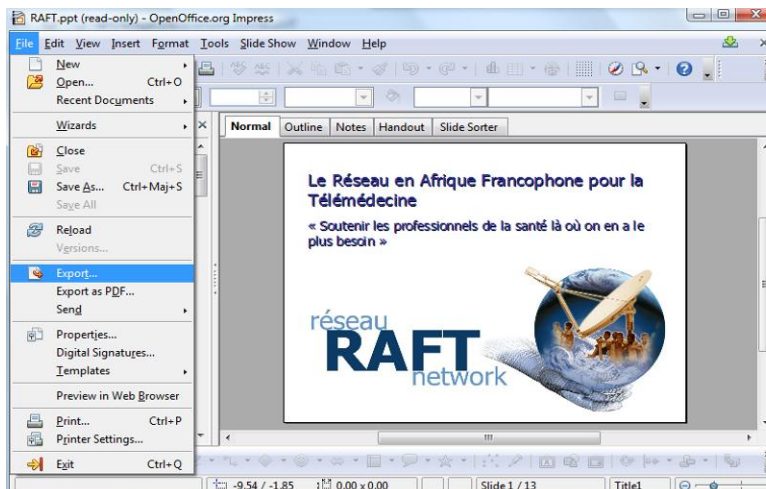 RAFT.ppt (read-only) - OpenOffice.org Impress
File Edit View Insert Format Tools Slide Show Window Help
New
Open... Ctrl+O
Recent Documents
Wizards
Close
Save Ctrl+S
Save As... Ctrl+Maj+S
Save All
Reload
Versions...
Export...
Export as PDF...
Send
Properties...
Digital Signatures...
Templates
Preview in Web Browser
Print... Ctrl+P
Printer Settings...
Exit Ctrl+Q
Normal Outline Notes Handout Slide Sorter
Le Réseau en Afrique Francophone pour la
Télémédecine
« Soutenir les professionnels de la santé là où on en a le
plus besoin »
réseau
RAFT
network
-9.54 / -1.85 0.00 x 0.00 Slide 1 / 13 Title1